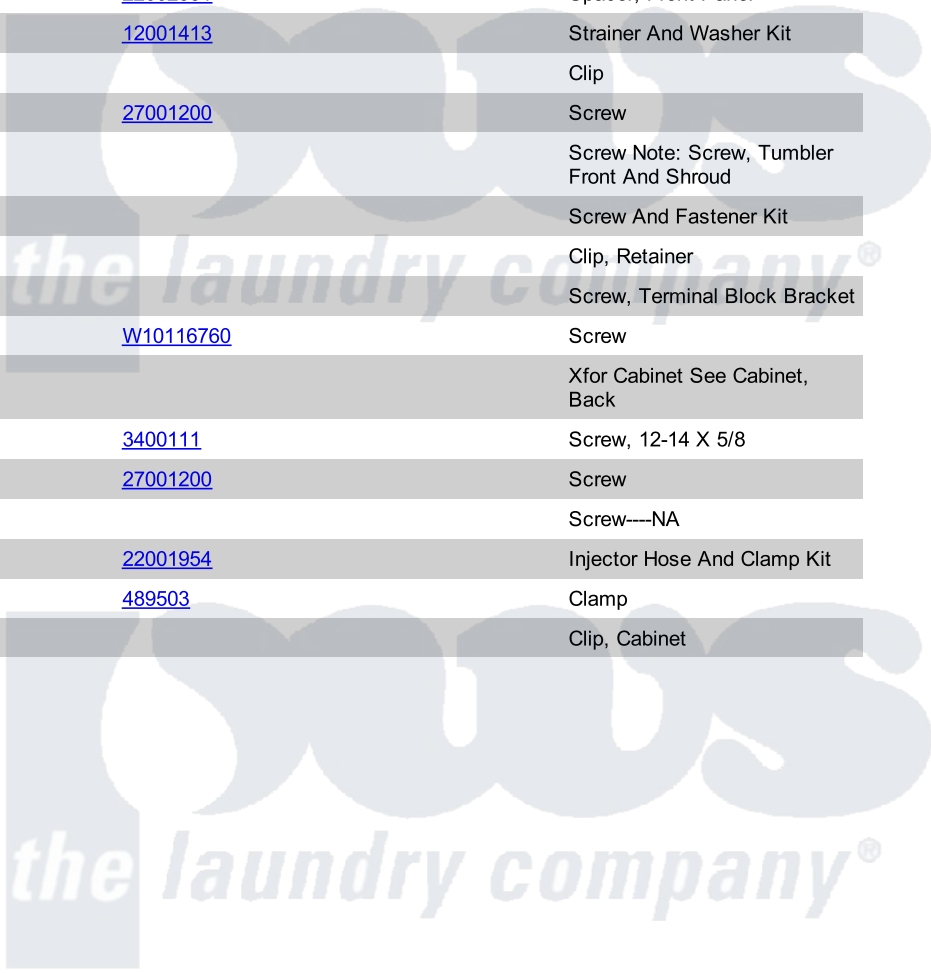 12001413 Strainer And Washer Kit
Clip
27001200 Screw
Screw Note: Screw, Tumbler
Front And Shroud
Screw And Fastener Kit
Clip, Retainer
the laundry company®
Screw, Terminal Block Bracket
W10116760 Screw
Xfor Cabinet See Cabinet,
Back
3400111 Screw, 12-14 X 5/8
27001200 Screw
Screw----NA
22001954 Injector Hose And Clamp Kit
489503 Clamp
Clip, Cabinet
pws
the laundry company®